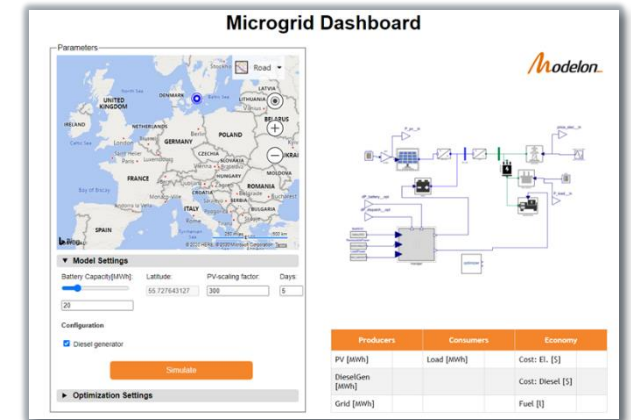 Microgrid Dashboard
Parameters
Road
Modelon
LATVIA
UNITED
KINGDOM
DENMARK
LITHUANIA
BELARUS
IRELAND
NETHERLANDS
POLAND
GERMANY
CZECHIA
SLOVAKIA
HUNGARY
MOLDOVA
FRANCE
CROATIA
ROMANIA
Bay of Biscay
SERBIA
ITALY
BULGARIA
SPAIN
▼ Model Settings
Battery Capacity[MWh]:
Latitude:
PV-scaling factor:
Days:
55.727643127
300
5
20
Configuration
Diesel generator
Simulate
▶ Optimization Settings
Producers
Consumers
Economy
PV [MWh]
Load [MWh]
Cost: El. [$]
DieselGen
[MWh]
Cost: Diesel [$]
Grid [MWh]
Fuel [l]